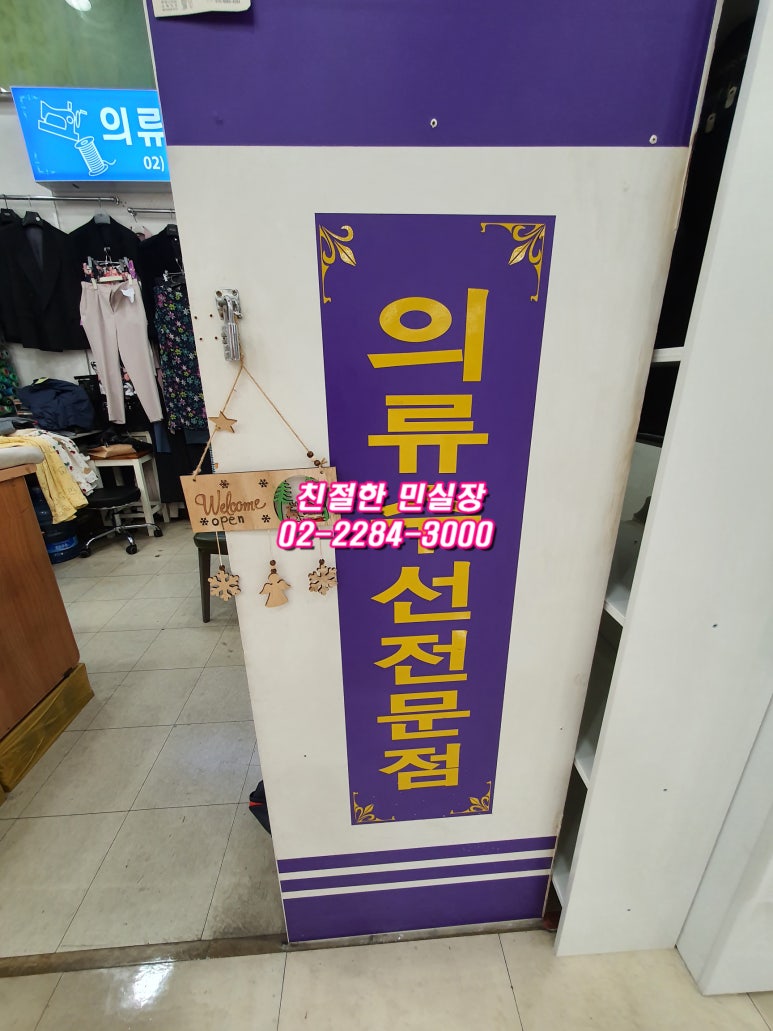 의류
02)
Welcome
open
친절한 민실장
02-2284-3000
의류수선전문점